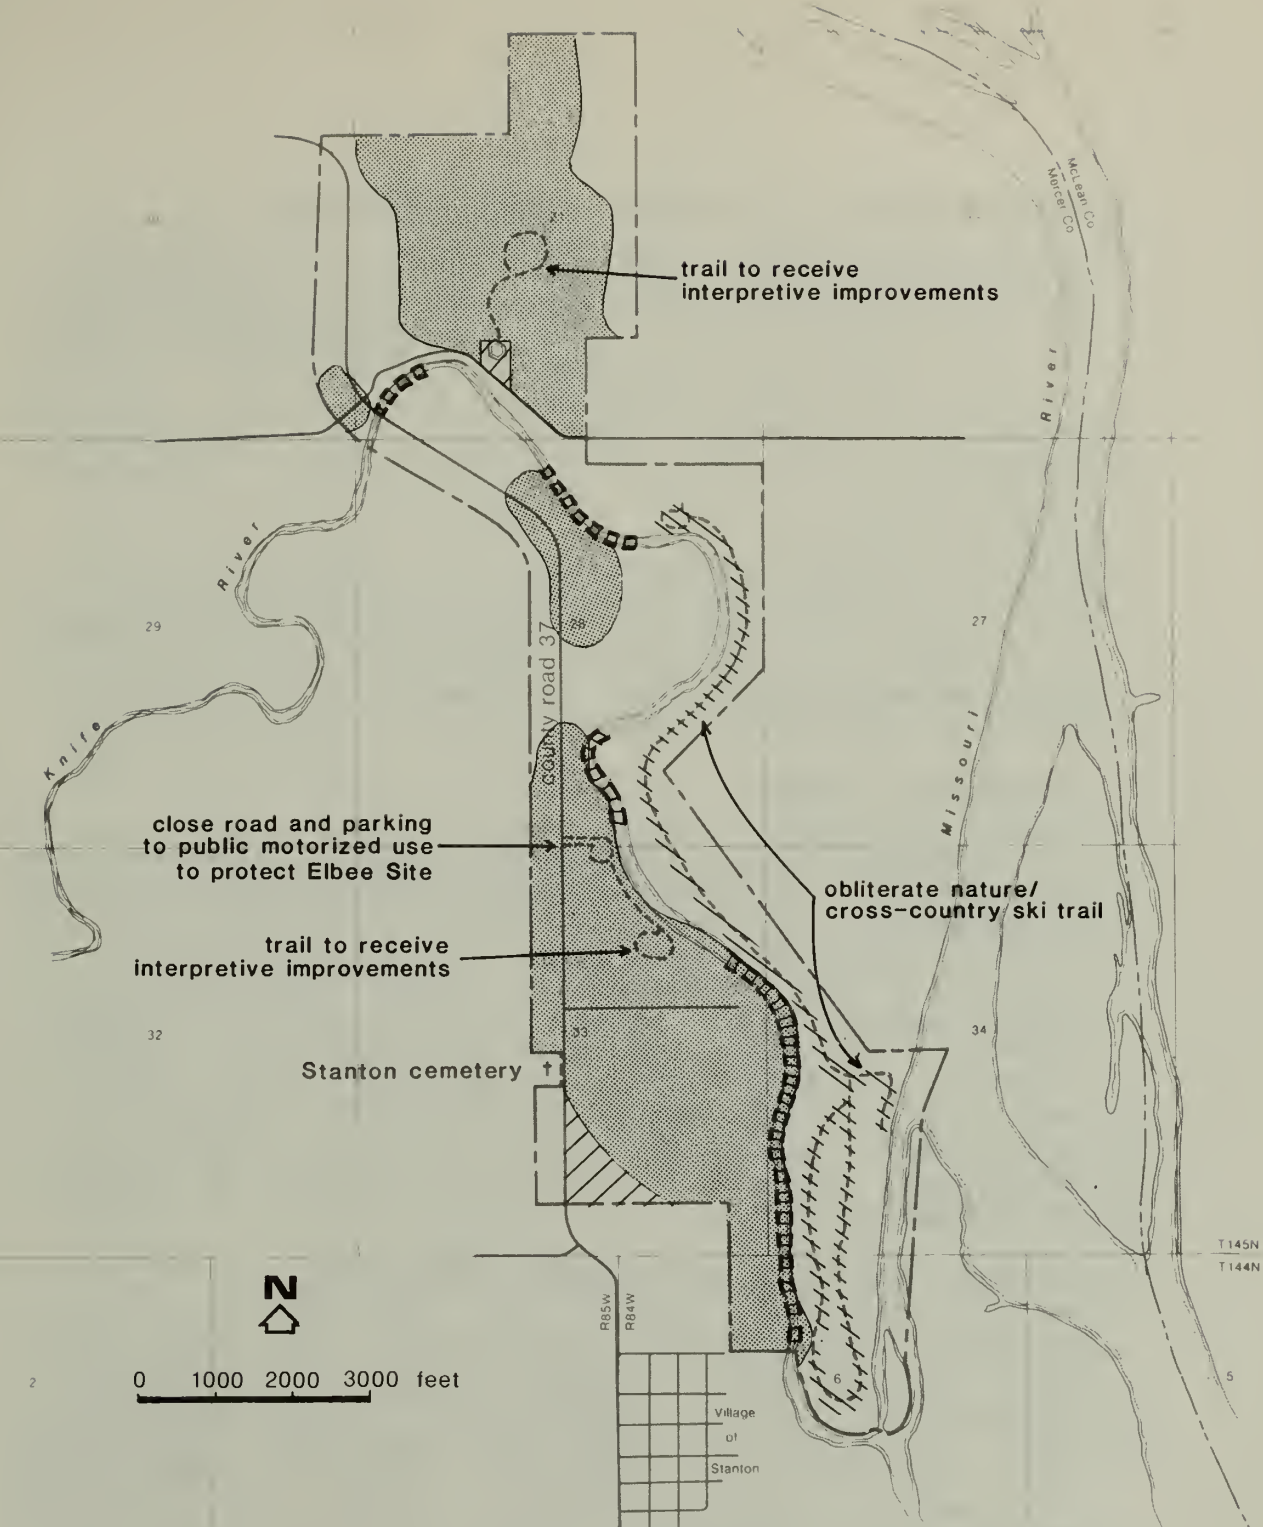 21
McLean Co
Mercer Co
trail to receive
interpretive improvements
River
River
29
28
27
county road 37
Knife
Missouri
close road and parking
to public motorized use
to protect Elbee Site
obliterate nature/
cross-country ski trail
trail to receive
interpretive improvements
32
33
34
Stanton cemetery
T145N
T144N
N
R85W
R84W
0 1000 2000 3000 feet
2
6
5
Village
of
Stanton